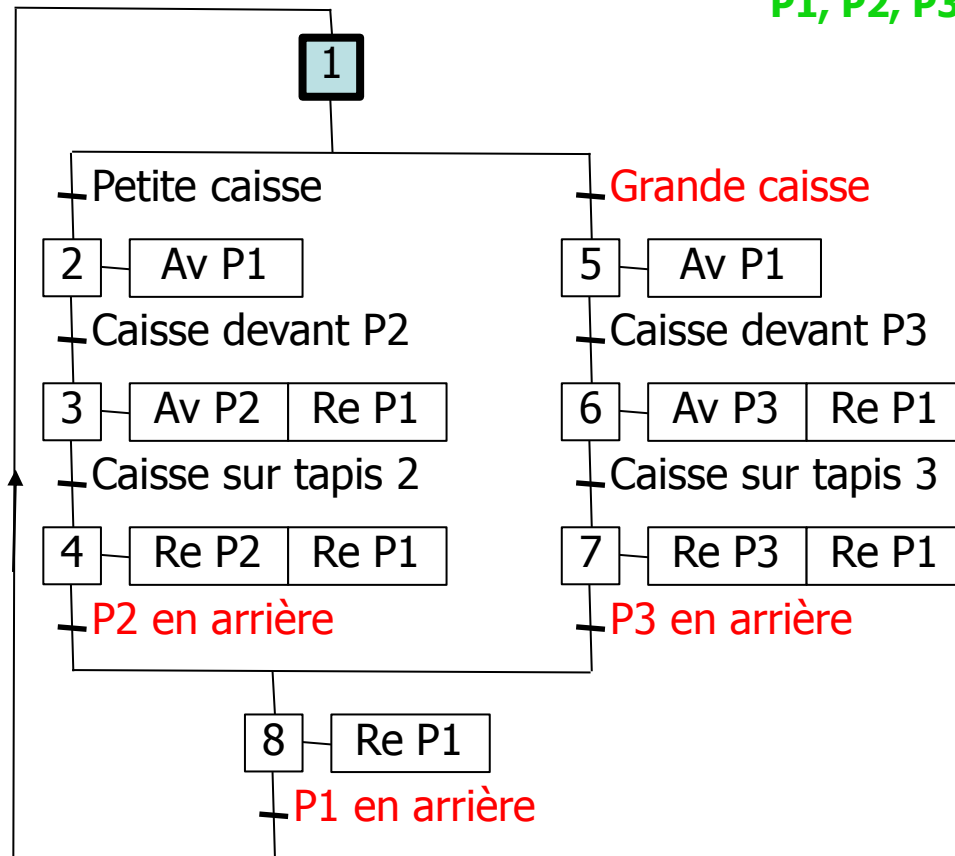 P1, P2, P3
1
Petite caisse
Grande caisse
2 Av P1
5 Av P1
Caisse devant P2
Caisse devant P3
3 Av P2 Re P1
6 Av P3 Re P1
Caisse sur tapis 2
Caisse sur tapis 3
4 Re P2 Re P1
7 Re P3 Re P1
P2 en arrière
P3 en arrière
8 Re P1
P1 en arrière